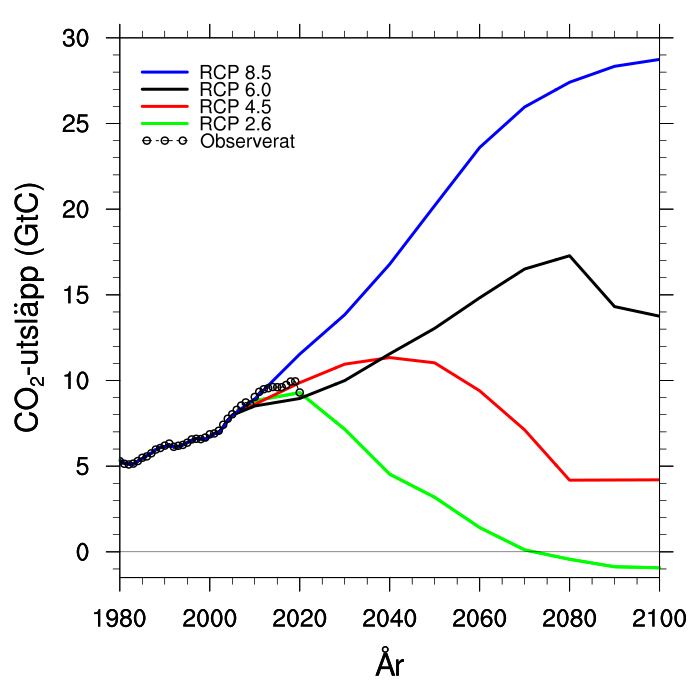 30
25
20
15
10
5
0
CO₂-utsläpp (GtC)
RCP 8.5
RCP 6.0
RCP 4.5
RCP 2.6
Observerat
1980 2000 2020 2040 2060 2080 2100
År